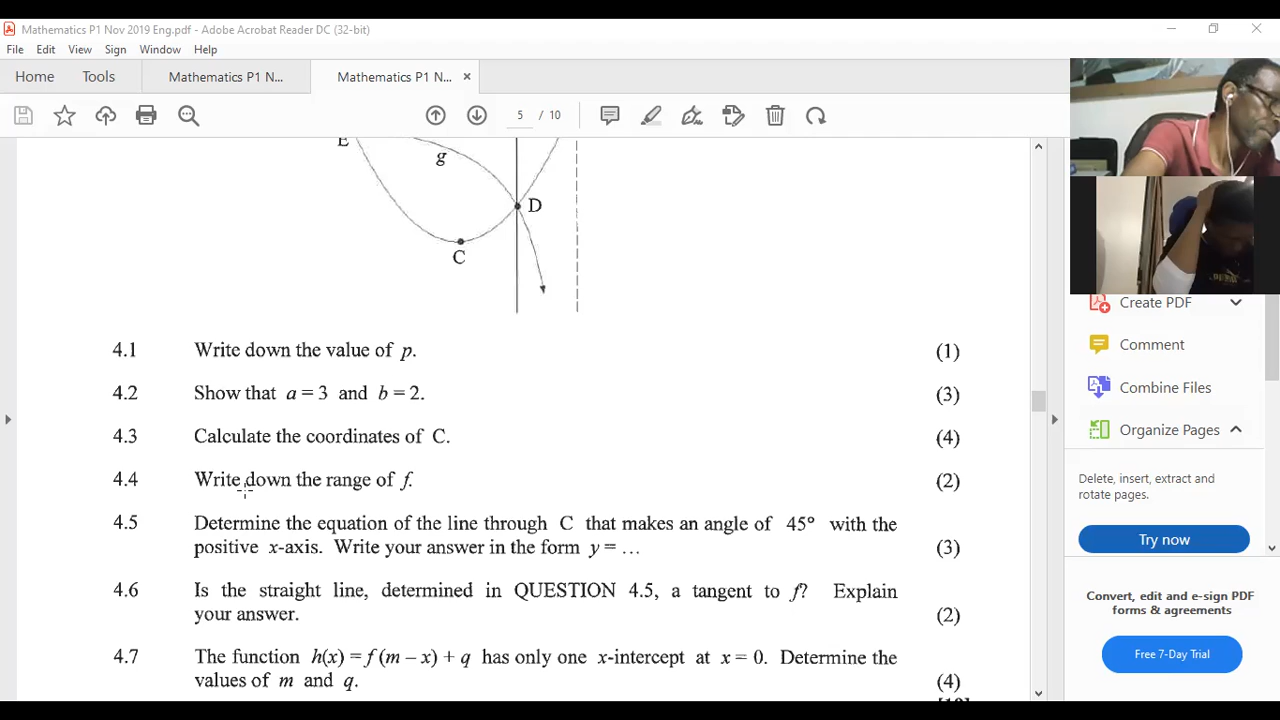 Mathematics P1 Nov 2019 Eng.pdf - Adobe Acrobat Reader DC (32-bit)
File Edit View Sign Window Help
Home Tools Mathematics P1 N... Mathematics P1 N... ×
5 / 10
E
g
D
C
4.1 Write down the value of p. (1)
4.2 Show that a = 3 and b = 2. (3)
4.3 Calculate the coordinates of C. (4)
4.4 Write down the range of f. (2)
4.5 Determine the equation of the line through C that makes an angle of 45° with the
positive x-axis. Write your answer in the form y = ... (3)
4.6 Is the straight line, determined in QUESTION 4.5, a tangent to f? Explain
your answer. (2)
4.7 The function h(x) = f (m – x) + q has only one x-intercept at x = 0. Determine the
values of m and q. (4)
Create PDF
Comment
Combine Files
Organize Pages
Delete, insert, extract and
rotate pages.
Try now
Convert, edit and e-sign PDF
forms & agreements
Free 7-Day Trial